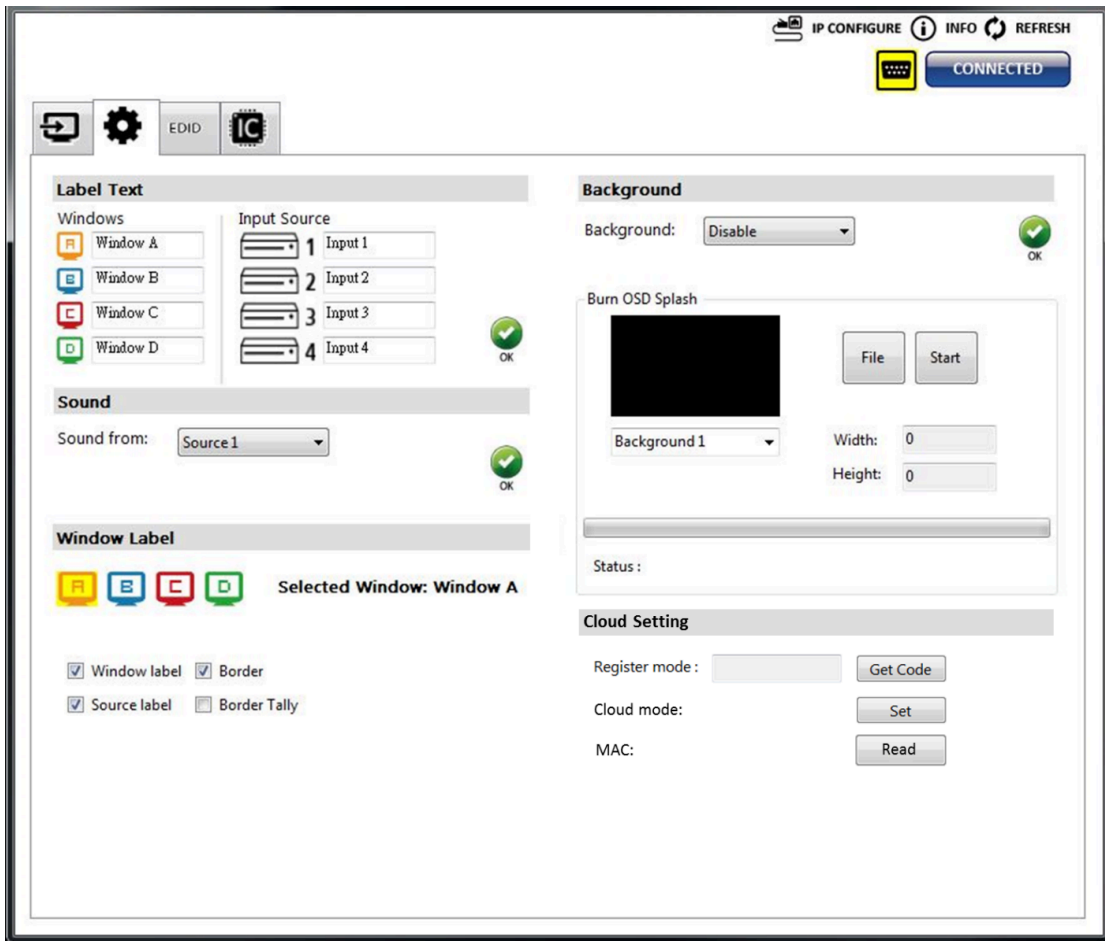 IP CONFIGURE INFO REFRESH
CONNECTED
EDID IC
Label Text
Windows Input Source
A Window A 1 Input 1
B Window B 2 Input 2
C Window C 3 Input 3
D Window D 4 Input 4
OK
Sound
Sound from: Source 1
OK
Window Label
A B C D Selected Window: Window A
Window label Border
Source label Border Tally
Background
Background: Disable
OK
Burn OSD Splash
File Start
Background 1 Width: 0
Height: 0
Status :
Cloud Setting
Register mode : Get Code
Cloud mode: Set
MAC: Read